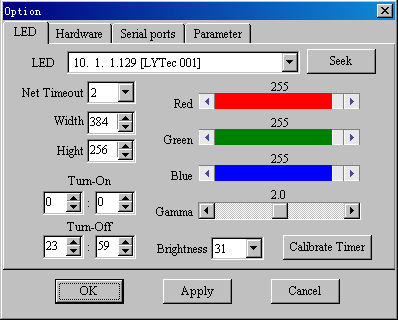 Option
LED Hardware Serial ports Parameter
LED 10. 1. 1.129 [LYTec 001] Seek
Net Timeout 2
Width 384
Hight 256
255
Red
255
Green
255
Blue
2.0
Gamma
Turn-On
0 : 0
Turn-Off
23 : 59
Brightness 31 Calibrate Timer
OK Apply Cancel